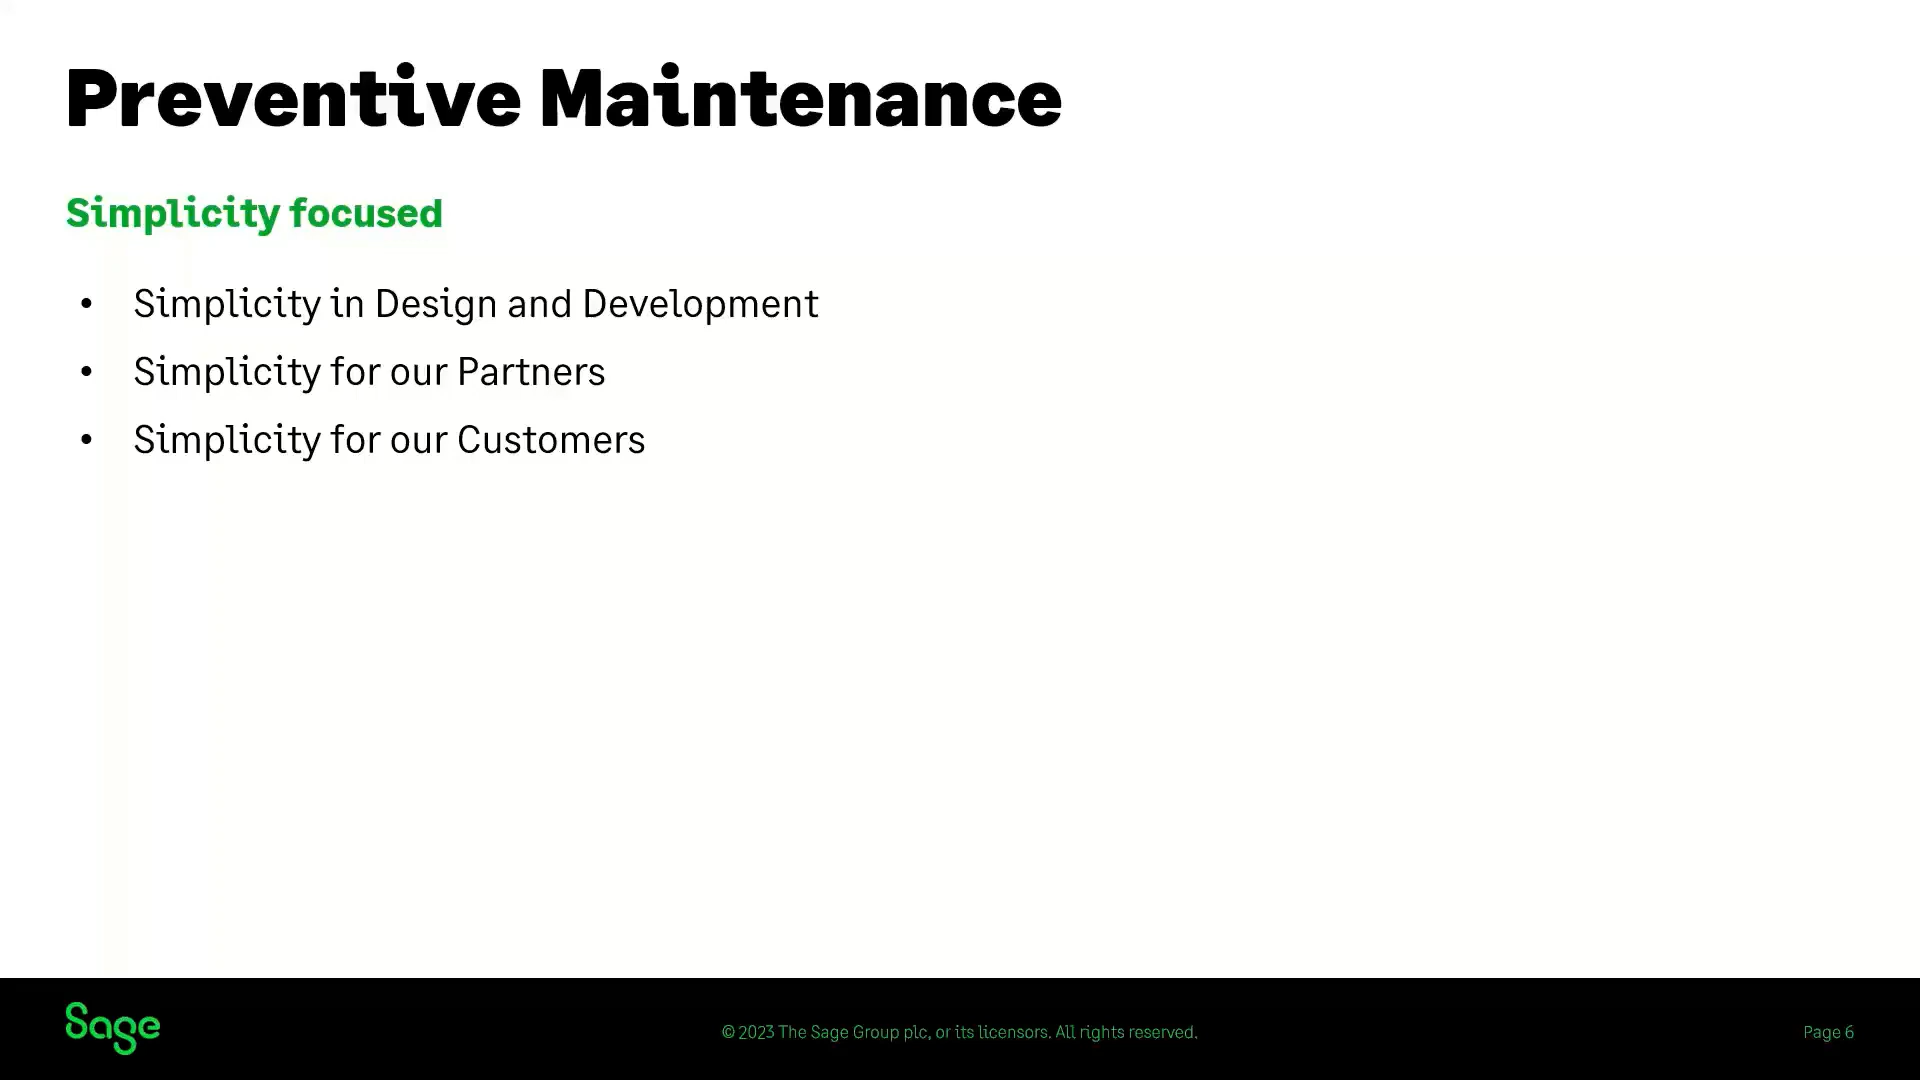 Preventive Maintenance
Simplicity focused
• Simplicity in Design and Development
• Simplicity for our Partners
• Simplicity for our Customers
Sage
© 2023 The Sage Group plc, or its licensors. All rights reserved.
Page 6